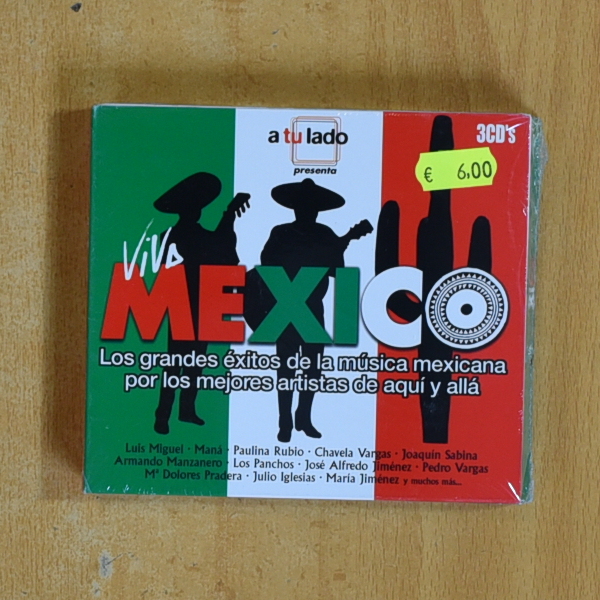 a tu lado
presenta
3CD's
€ 6,00
Viva
MEXICO
Los grandes éxitos de la música mexicana
por los mejores artistas de aquí y allá
Luis Miguel · Maná · Paulina Rubio · Chavela Vargas · Joaquín Sabina
Armando Manzanero · Los Panchos · José Alfredo Jiménez · Pedro Vargas
Mª Dolores Pradera · Julio Iglesias · María Jiménez y muchos más...